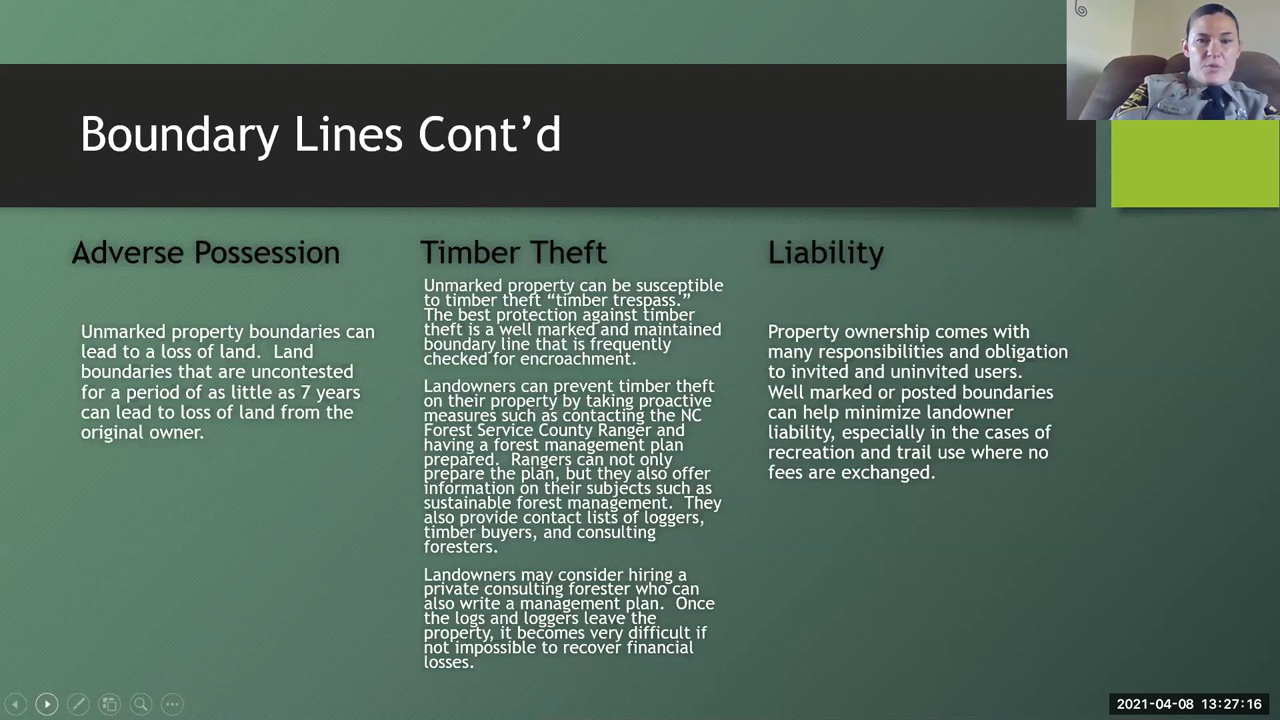 Boundary Lines Cont’d
Adverse Possession
Unmarked property boundaries can
lead to a loss of land.  Land
boundaries that are uncontested
for a period of as little as 7 years
can lead to loss of land from the
original owner.
Timber Theft
Unmarked property can be susceptible
to timber theft “timber trespass.”
The best protection against timber
theft is a well marked and maintained
boundary line that is frequently
checked for encroachment.
Landowners can prevent timber theft
on their property by taking proactive
measures such as contacting the NC
Forest Service County Ranger and
having a forest management plan
prepared.  Rangers can not only
prepare the plan, but they also offer
information on their subjects such as
sustainable forest management.  They
also provide contact lists of loggers,
timber buyers, and consulting
foresters.
Landowners may consider hiring a
private consulting forester who can
also write a management plan.  Once
the logs and loggers leave the
property, it becomes very difficult if
not impossible to recover financial
losses.
Liability
Property ownership comes with
many responsibilities and obligation
to invited and uninvited users.
Well marked or posted boundaries
can help minimize landowner
liability, especially in the cases of
recreation and trail use where no
fees are exchanged.
2021-04-08 13:27:16